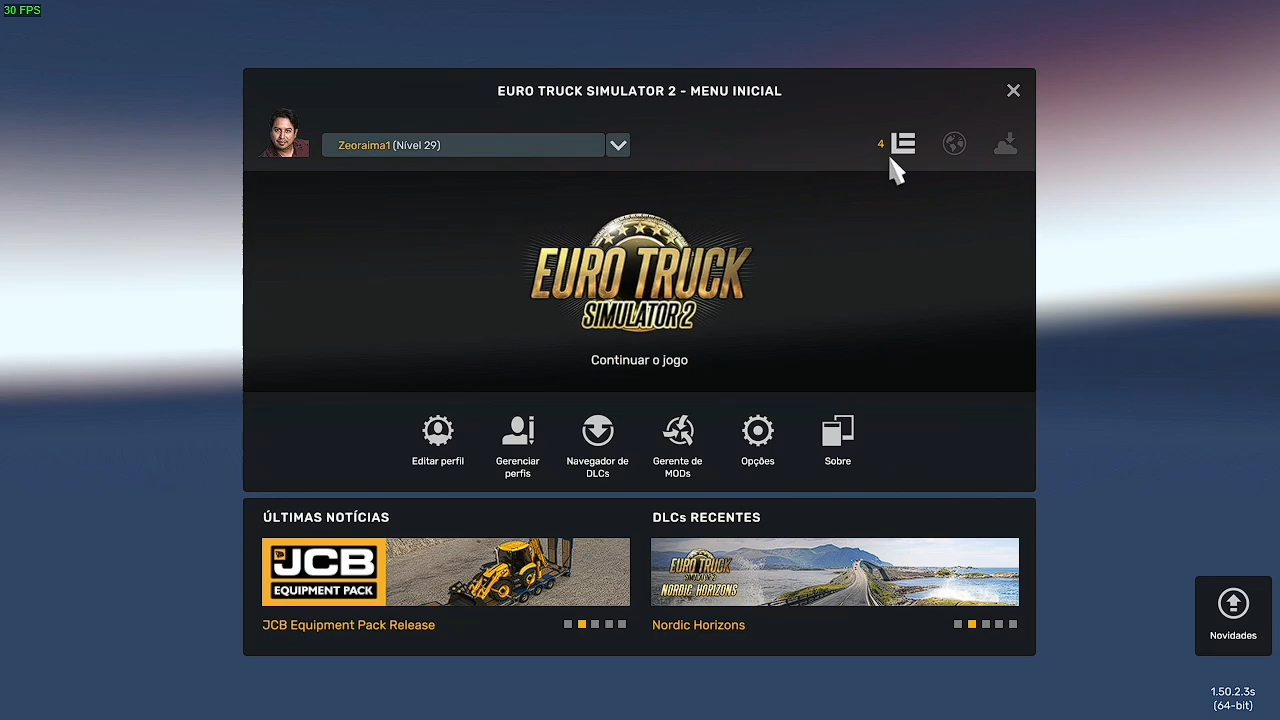 30 FPS
EURO TRUCK SIMULATOR 2 - MENU INICIAL
Zeoraima1 (Nível 29)
4
EURO TRUCK
SIMULATOR 2
Continuar o jogo
Editar perfil
Gerenciar
perfis
Navegador de
DLCs
Gerente de
MODs
Opções
Sobre
ÚLTIMAS NOTÍCIAS
JCB
EQUIPMENT PACK
JCB Equipment Pack Release
DLCs RECENTES
EURO TRUCK
SIMULATOR 2
NORDIC HORIZONS
Nordic Horizons
Novidades
1.50.2.3s
(64-bit)